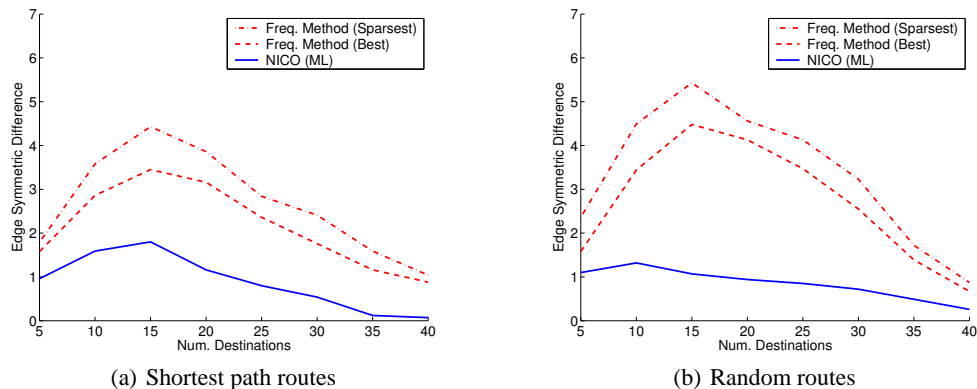 7
6
5
4
3
2
1
0
Edge Symmetric Difference
Freq. Method (Sparsest)
Freq. Method (Best)
NICO (ML)
5 10 15 20 25 30 35 40
Num. Destinations
(a) Shortest path routes
7
6
5
4
3
2
1
0
Edge Symmetric Difference
Freq. Method (Sparsest)
Freq. Method (Best)
NICO (ML)
5 10 15 20 25 30 35 40
Num. Destinations
(b) Random routes